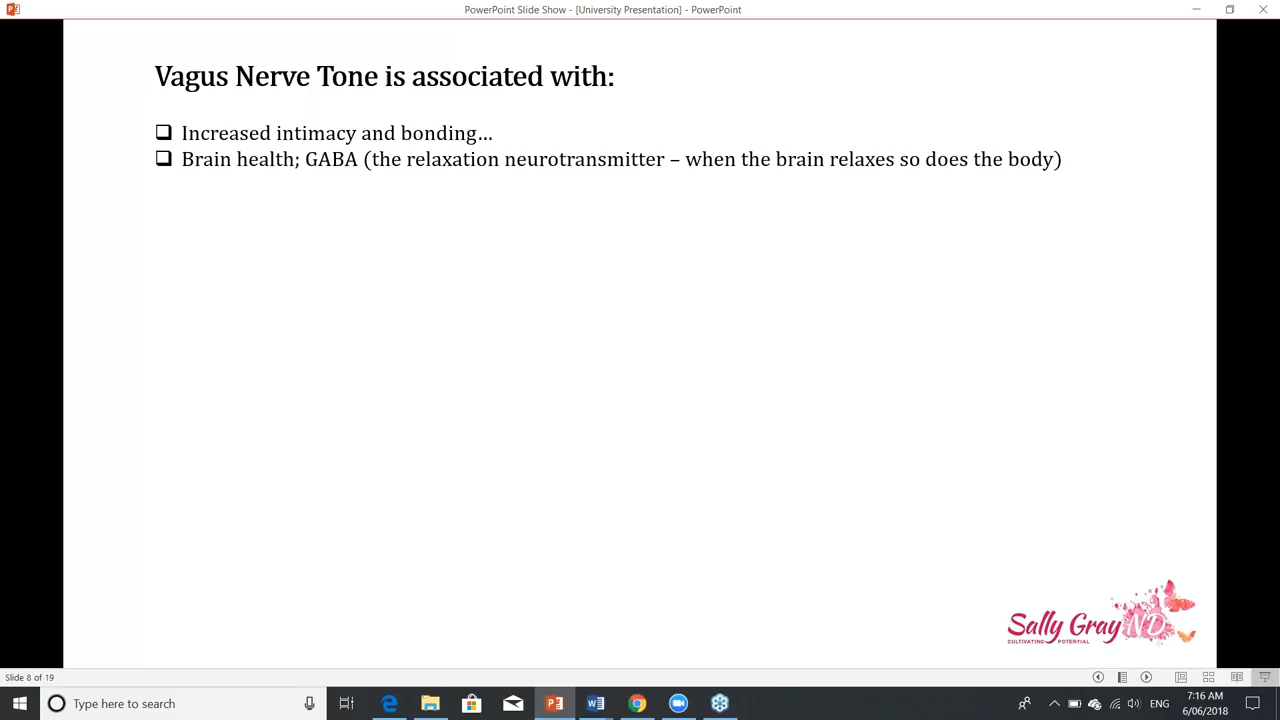 PowerPoint Slide Show - [University Presentation] - PowerPoint
Vagus Nerve Tone is associated with:
Increased intimacy and bonding...
Brain health; GABA (the relaxation neurotransmitter – when the brain relaxes so does the body)
Sally Gray ND
CULTIVATING POTENTIAL
Slide 8 of 19
Type here to search
ENG
7:16 AM
6/06/2018